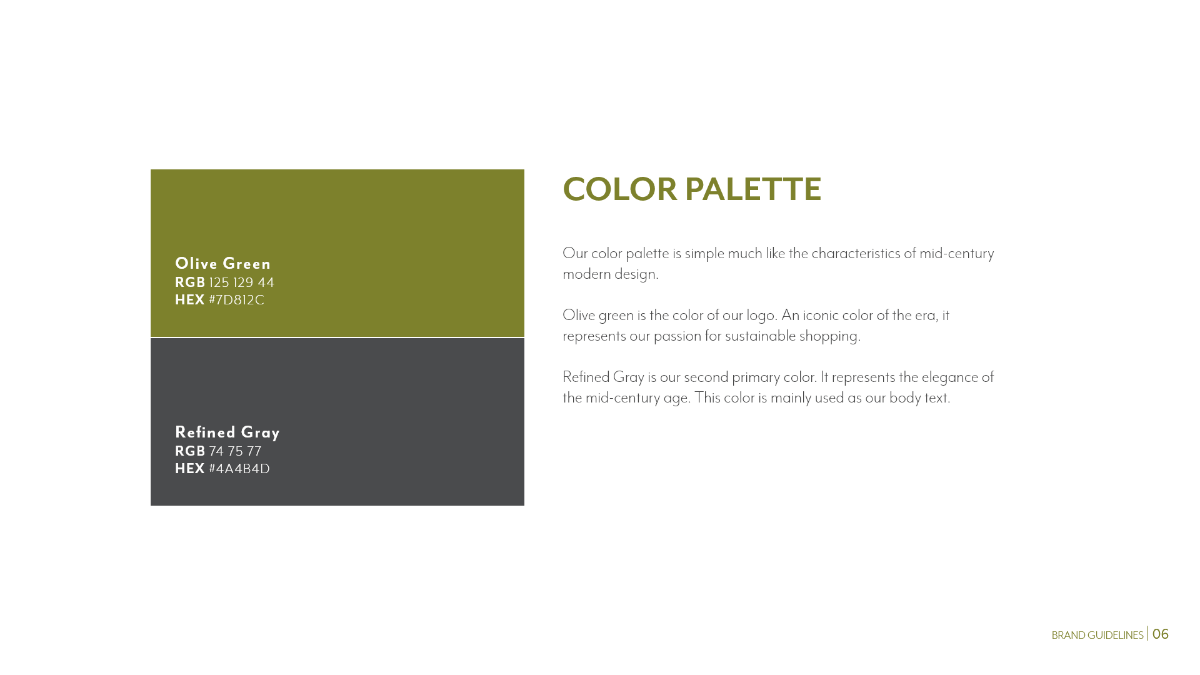 Olive Green
RGB 125 129 44
HEX #7D812C
Refined Gray
RGB 74 75 77
HEX #4A4B4D
COLOR PALETTE
Our color palette is simple much like the characteristics of mid-century
modern design.
Olive green is the color of our logo. An iconic color of the era, it
represents our passion for sustainable shopping.
Refined Gray is our second primary color. It represents the elegance of
the mid-century age. This color is mainly used as our body text.
BRAND GUIDELINES | 06